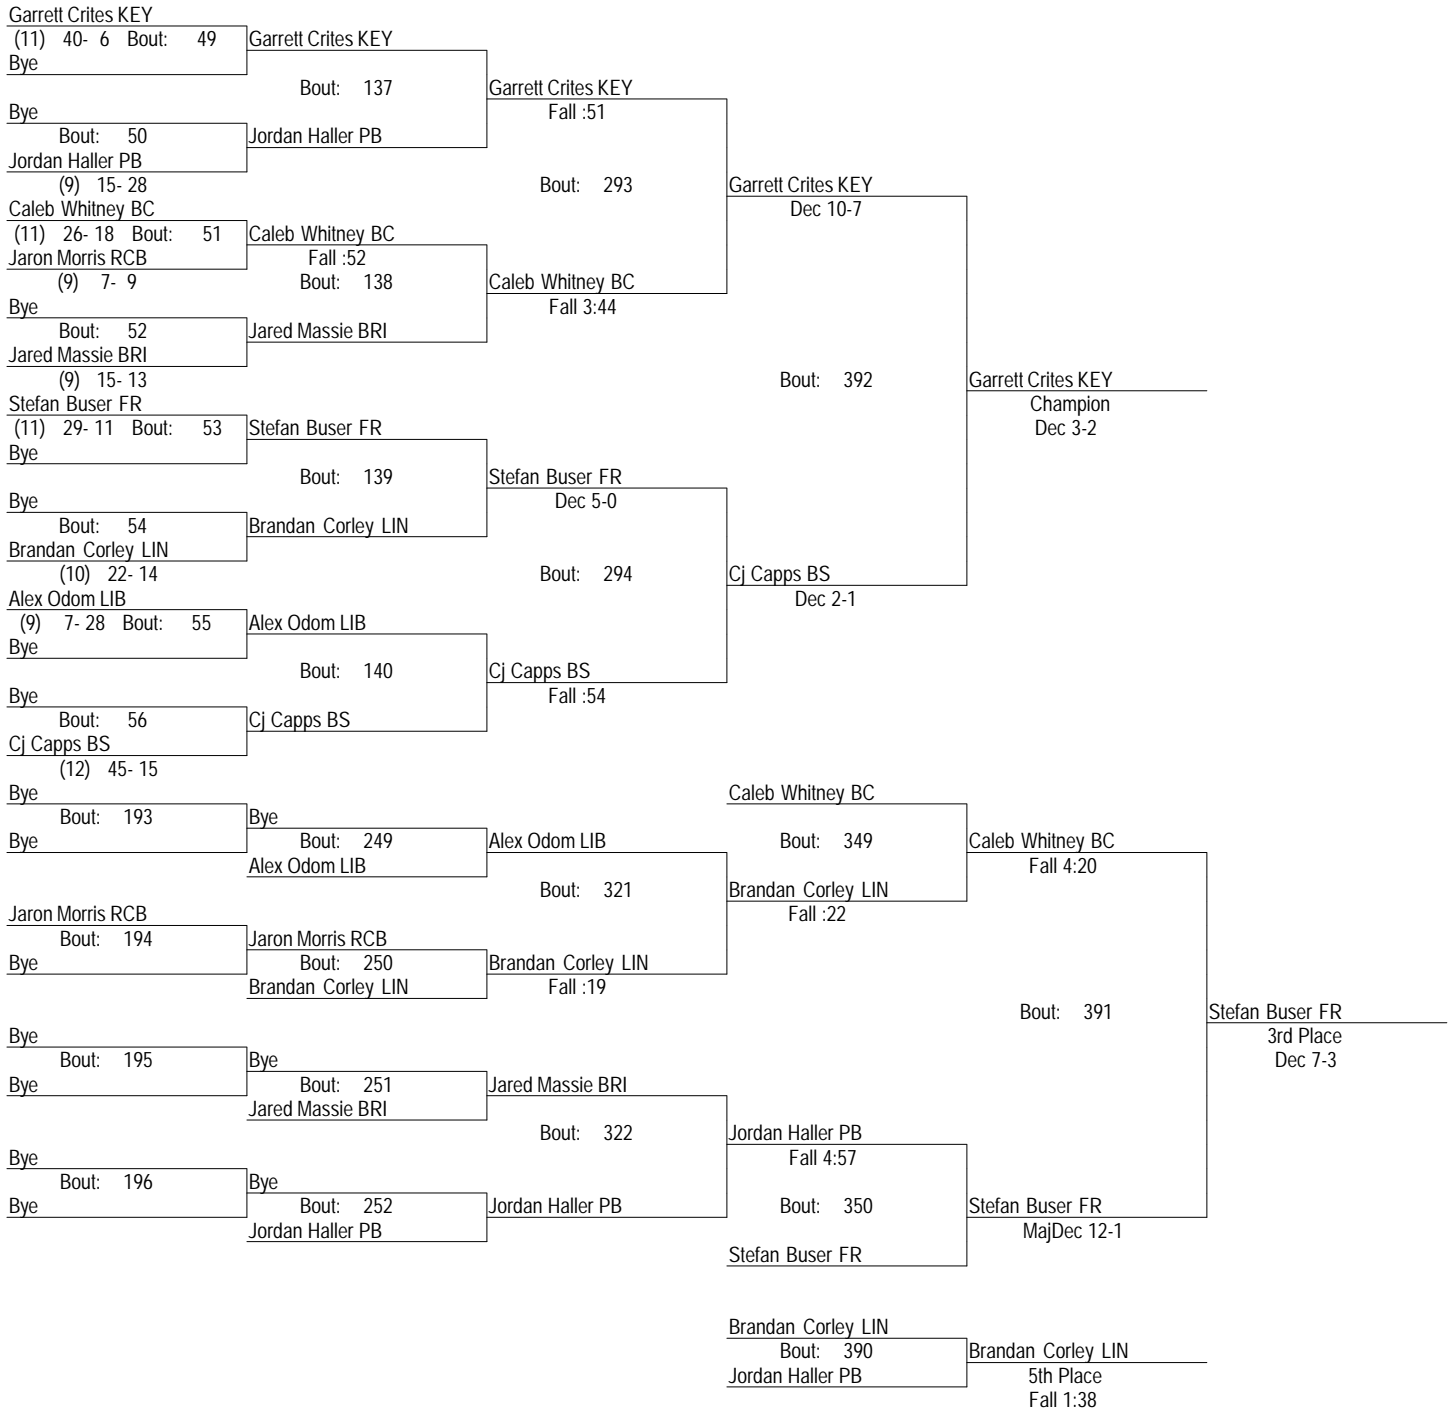 Garrett Crites KEY
(11) 40- 6 Bout: 49 Garrett Crites KEY
Bye
Bout: 137 Garrett Crites KEY
Bye Fall :51
Bout: 50 Jordan Haller PB
Jordan Haller PB
(9) 15- 28 Bout: 293 Garrett Crites KEY
Caleb Whitney BC Dec 10-7
(11) 26- 18 Bout: 51 Caleb Whitney BC
Jaron Morris RCB Fall :52
(9) 7- 9 Bout: 138 Caleb Whitney BC
Bye Fall 3:44
Bout: 52 Jared Massie BRI
Jared Massie BRI
(9) 15- 13 Bout: 392 Garrett Crites KEY
Stefan Buser FR Champion
(11) 29- 11 Bout: 53 Stefan Buser FR Dec 3-2
Bye
Bout: 139 Stefan Buser FR
Bye Dec 5-0
Bout: 54 Brandan Corley LIN
Brandan Corley LIN
(10) 22- 14 Bout: 294 Cj Capps BS
Alex Odom LIB Dec 2-1
(9) 7- 28 Bout: 55 Alex Odom LIB
Bye
Bout: 140 Cj Capps BS
Bye Fall :54
Bout: 56 Cj Capps BS
Cj Capps BS
(12) 45- 15
Bye Caleb Whitney BC
Bout: 193 Bye
Bye Bout: 249 Alex Odom LIB Bout: 349 Caleb Whitney BC
Alex Odom LIB Fall 4:20
Bout: 321 Brandan Corley LIN
Jaron Morris RCB Fall :22
Bout: 194 Jaron Morris RCB
Bye Bout: 250 Brandan Corley LIN
Brandan Corley LIN Fall :19
Bout: 391 Stefan Buser FR
Bye 3rd Place
Bout: 195 Bye Dec 7-3
Bye Bout: 251 Jared Massie BRI
Jared Massie BRI
Bout: 322 Jordan Haller PB
Bye Fall 4:57
Bout: 196 Bye
Bye Bout: 252 Jordan Haller PB Bout: 350 Stefan Buser FR
Jordan Haller PB MajDec 12-1
Stefan Buser FR
Brandan Corley LIN
Bout: 390 Brandan Corley LIN
Jordan Haller PB 5th Place
Fall 1:38